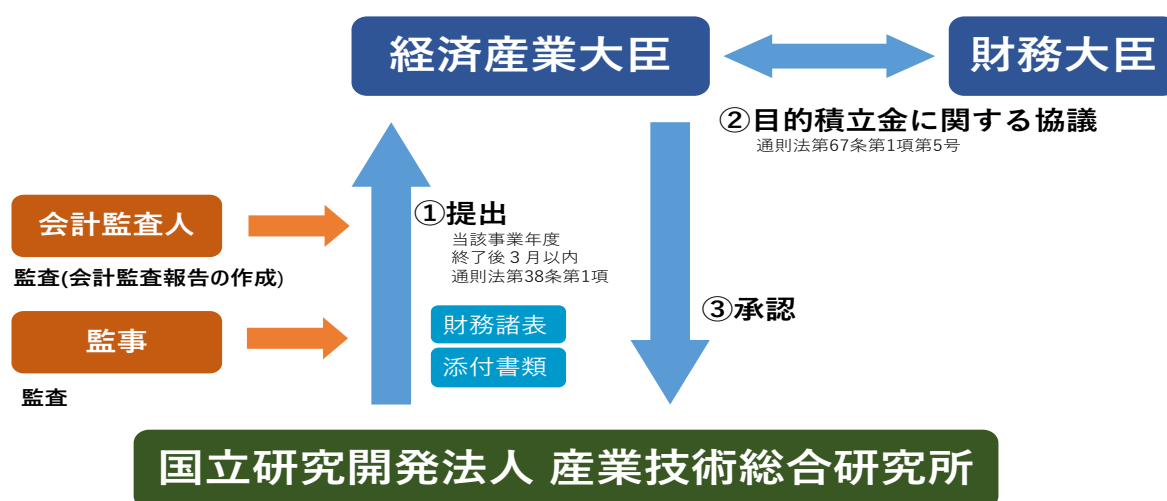 経済産業大臣
財務大臣
②目的積立金に関する協議
通則法第67条第1項第5号
会計監査人
監査(会計監査報告の作成)
①提出
当該事業年度
終了後３月以内
通則法第38条第1項
監事
監査
財務諸表
添付書類
③承認
国立研究開発法人 産業技術総合研究所